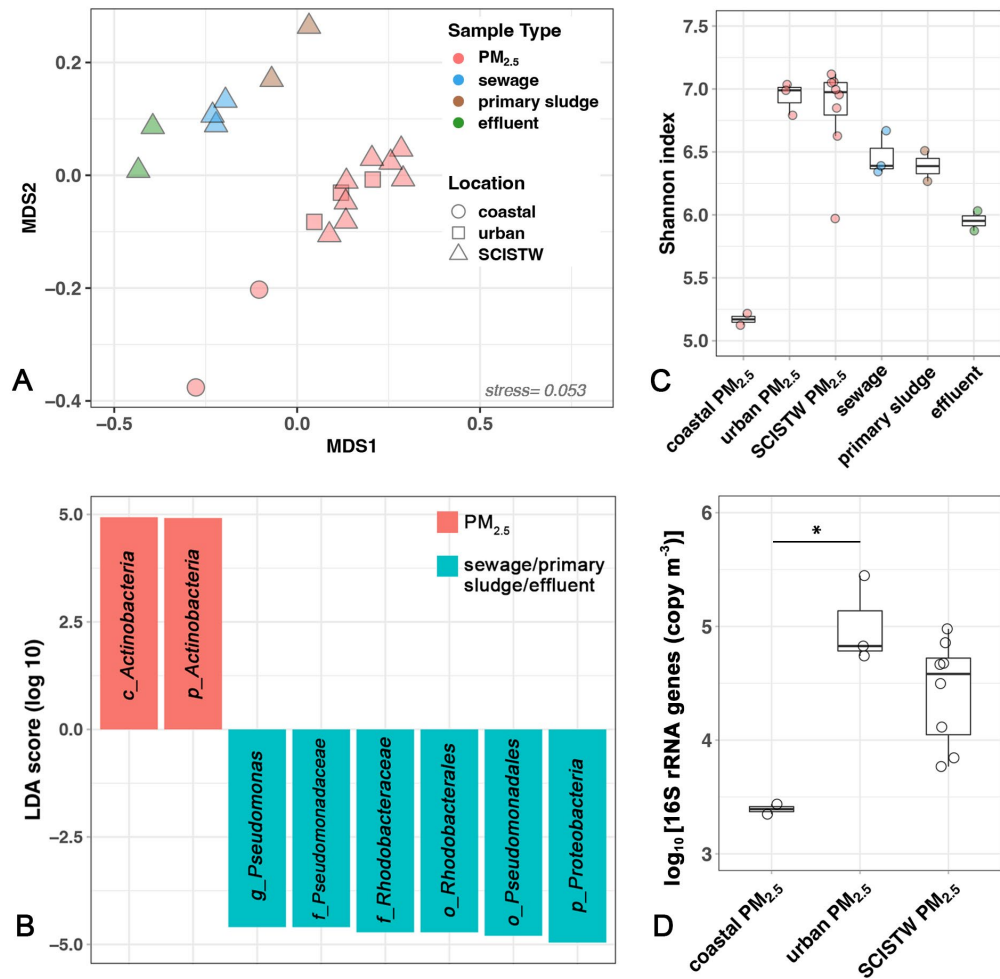 A
MDS2
0.2
0.0
−0.2
−0.4
−0.5
0.0
0.5
MDS1
Sample Type
PM2.5
sewage
primary sludge
effluent
Location
coastal
urban
SCISTW
stress= 0.053
B
LDA score (log 10)
5.0
2.5
0.0
−2.5
−5.0
c_Actinobacteria
p_Actinobacteria
g_Pseudomonas
f_Pseudomonadaceae
f_Rhodobacteraceae
o_Rhodobacterales
o_Pseudomonadales
p_Proteobacteria
PM2.5
sewage/primary
sludge/effluent
C
Shannon index
7.5
7.0
6.5
6.0
5.5
5.0
coastal PM2.5
urban PM2.5
SCISTW PM2.5
sewage
primary sludge
effluent
D
log10 [16S rRNA genes (copy m-3)]
6
5
4
3
*
coastal PM2.5
urban PM2.5
SCISTW PM2.5